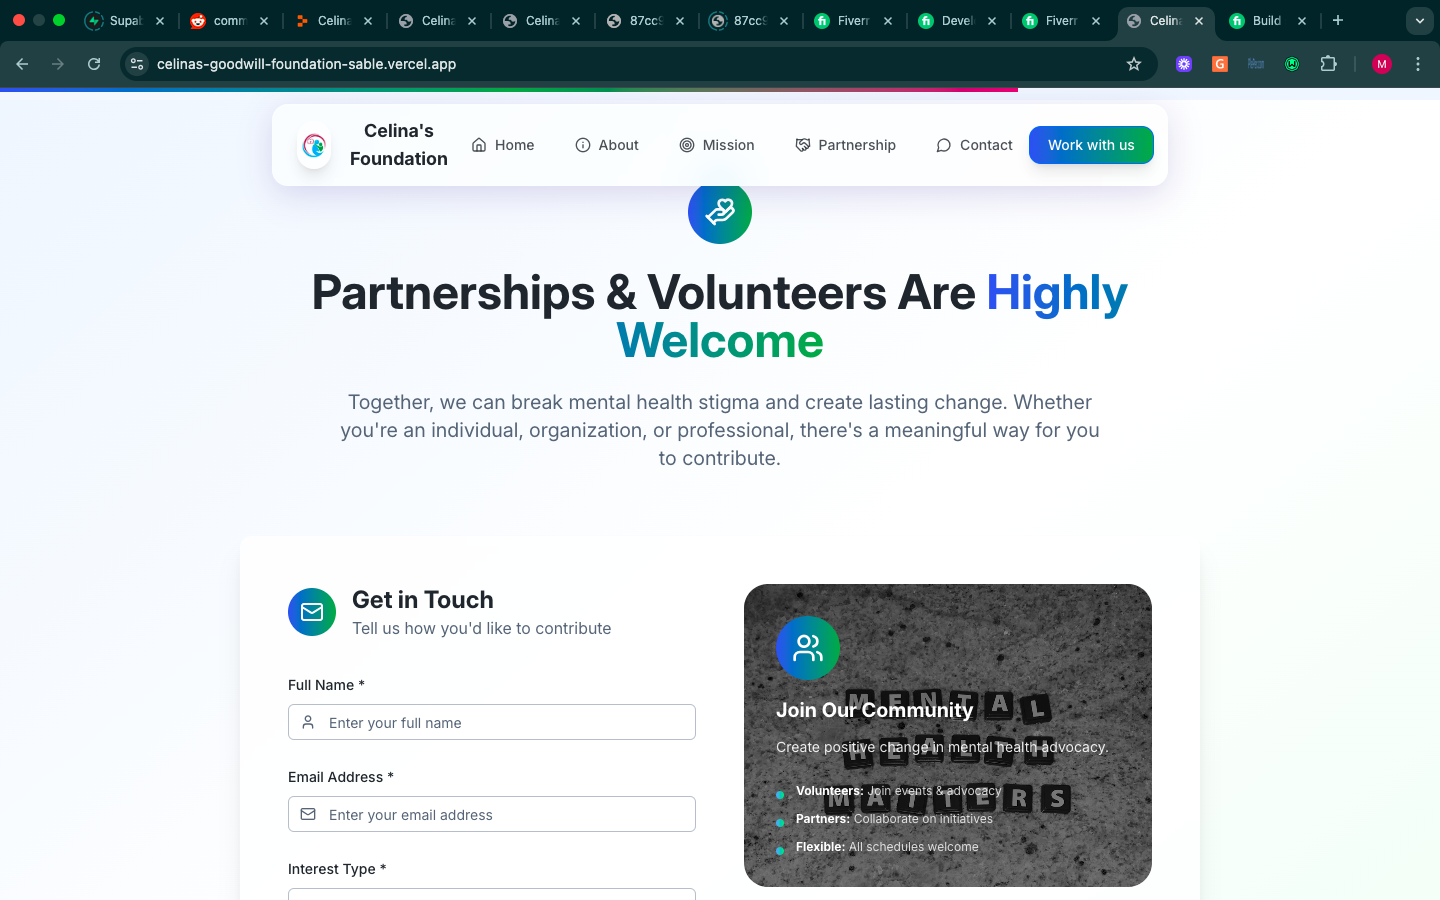 Supab
comm
Celina
Celina
Celina
87cc9
87cc9
Fiverr
Devel
Fiverr
Celina
Build
celinas-goodwill-foundation-sable.vercel.app
G
M
Celina's
Foundation
Home
About
Mission
Partnership
Contact
Work with us
Partnerships & Volunteers Are Highly
Welcome
Together, we can break mental health stigma and create lasting change. Whether
you're an individual, organization, or professional, there's a meaningful way for you
to contribute.
Get in Touch
Tell us how you'd like to contribute
Full Name *
Enter your full name
Email Address *
Enter your email address
Interest Type *
MENTAL
HEALTH
MATTERS
Join Our Community
Create positive change in mental health advocacy.
Volunteers: Join events & advocacy
Partners: Collaborate on initiatives
Flexible: All schedules welcome